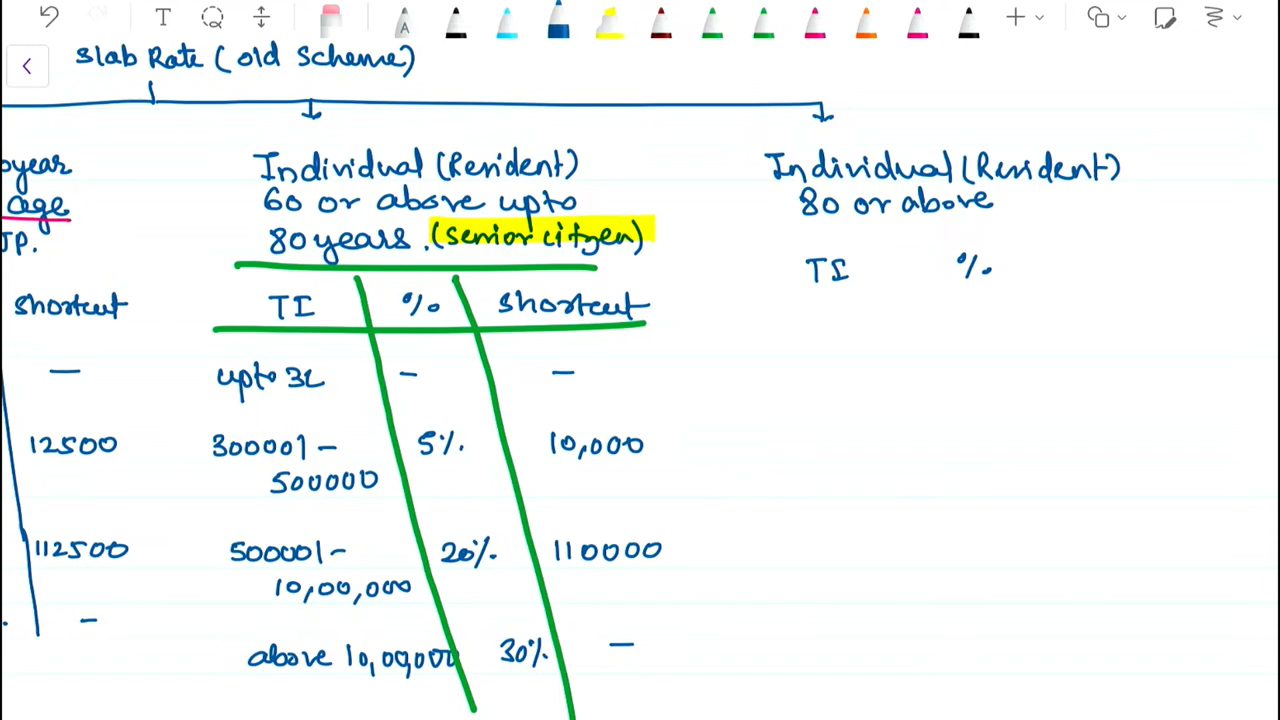 Slab Rate (old Scheme)
year
age
JP.
Shortcut
—
12500
112500
—
Individual (Resident)
60 or above upto
80 years. (senior citizen)
TI % Shortcut
upto 3L — —
300001 – 5% 10,000
500000
500001 – 20% 110000
10,00,000
above 10,00,000 30% —
Individual (Resident)
80 or above
TI %